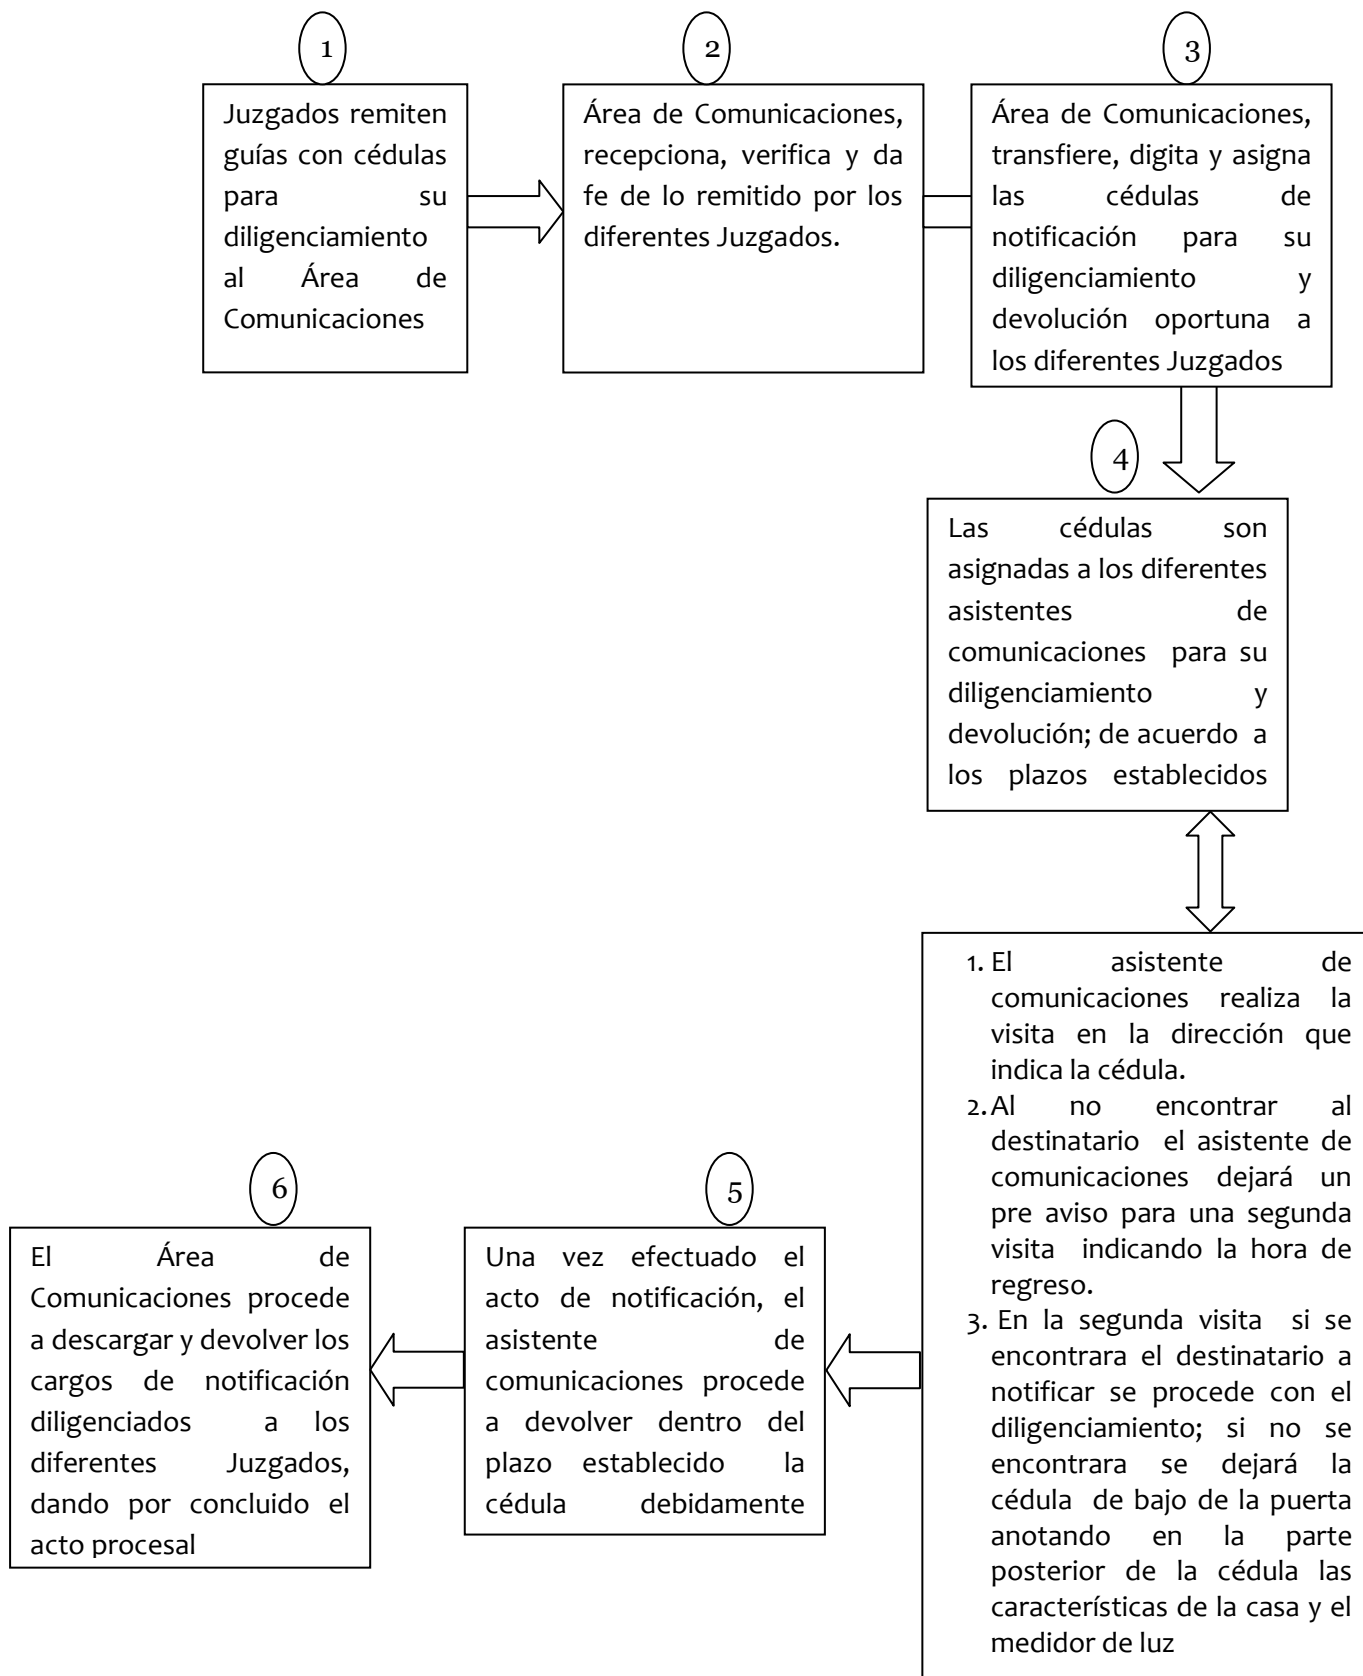 1
Juzgados remiten
guías con cédulas
para su
diligenciamiento
al Área de
Comunicaciones
2
Área de Comunicaciones,
recepciona, verifica y da
fe de lo remitido por los
diferentes Juzgados.
3
Área de Comunicaciones,
transfiere, digita y asigna
las cédulas de
notificación para su
diligenciamiento y
devolución oportuna a
los diferentes Juzgados
4
Las cédulas son
asignadas a los diferentes
asistentes de
comunicaciones para su
diligenciamiento y
devolución; de acuerdo a
los plazos establecidos
1. El asistente de
comunicaciones realiza la
visita en la dirección que
indica la cédula.
2. Al no encontrar al
destinatario el asistente de
comunicaciones dejará un
pre aviso para una segunda
visita indicando la hora de
regreso.
3. En la segunda visita si se
encontrara el destinatario a
notificar se procede con el
diligenciamiento; si no se
encontrara se dejará la
cédula de bajo de la puerta
anotando en la parte
posterior de la cédula las
características de la casa y el
medidor de luz
5
Una vez efectuado el
acto de notificación, el
asistente de
comunicaciones procede
a devolver dentro del
plazo establecido la
cédula debidamente
6
El Área de
Comunicaciones procede
a descargar y devolver los
cargos de notificación
diligenciados a los
diferentes Juzgados,
dando por concluido el
acto procesal